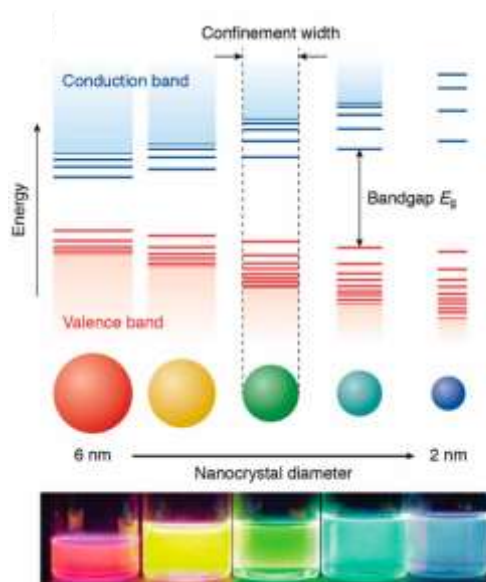 Confinement width
Conduction band
Energy
Bandgap Eg
Valence band
6 nm
2 nm
Nanocrystal diameter